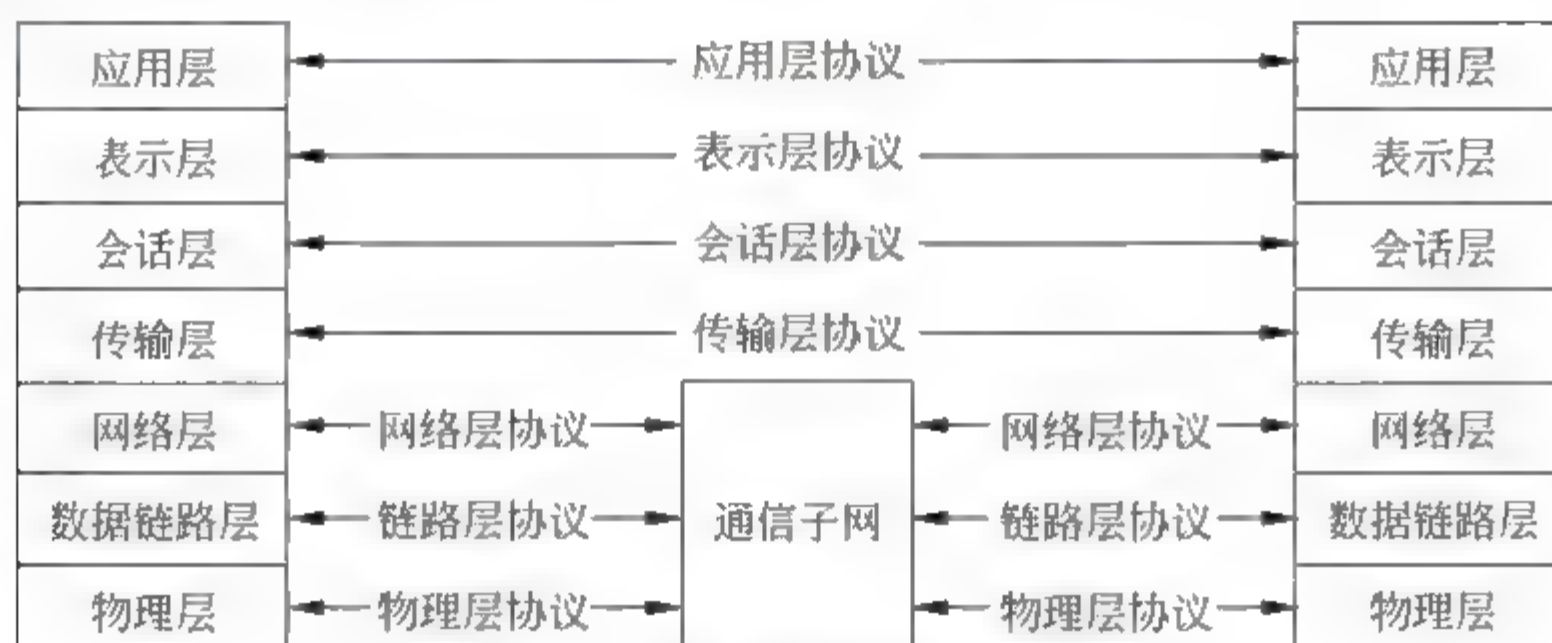 应用层 应用层协议 应用层
表示层 表示层协议 表示层
会话层 会话层协议 会话层
传输层 传输层协议 传输层
网络层 网络层协议 网络层协议 网络层
数据链路层 链路层协议 通信子网 链路层协议 数据链路层
物理层 物理层协议 物理层协议 物理层